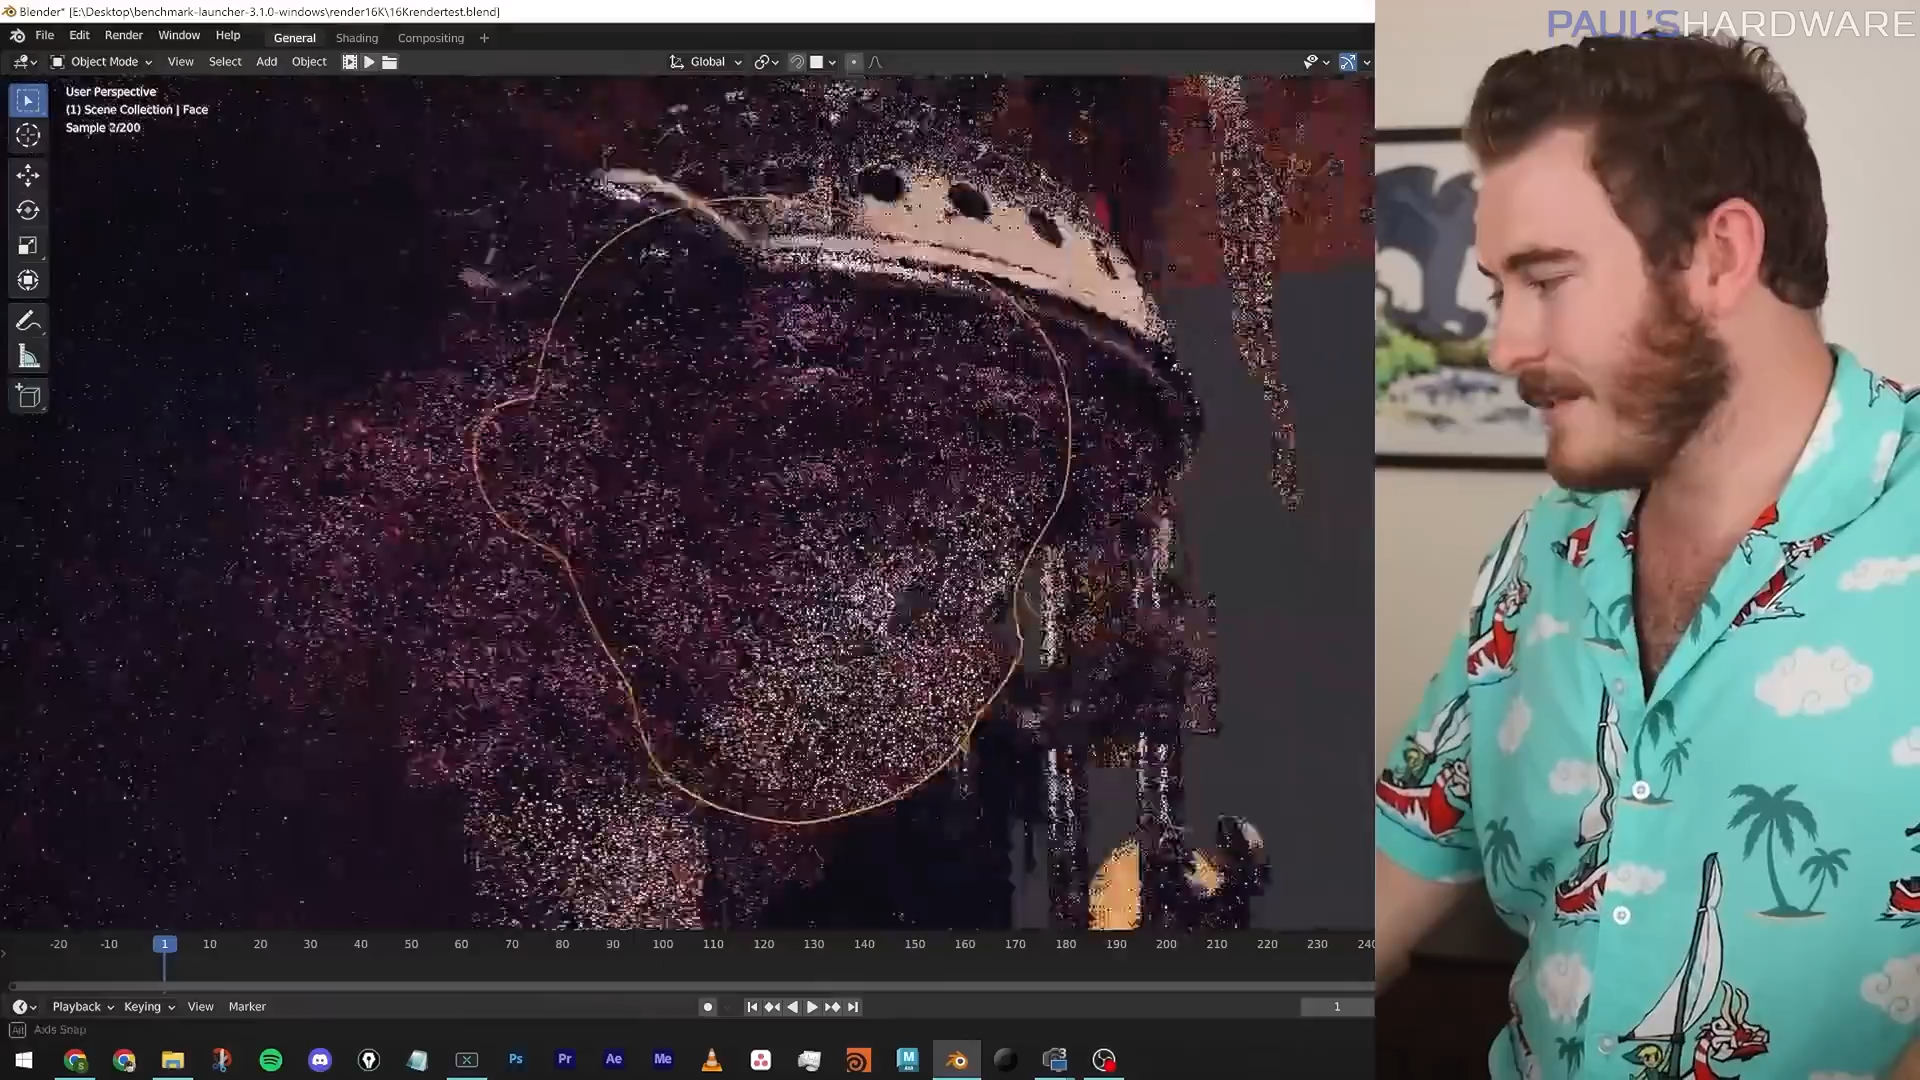 Blender* [E:\Desktop\benchmark-launcher-3.1.0-windows\render16K\16Krendertest.blend]
PAUL'SHARDWARE
File Edit Render Window Help General Shading Compositing +
Object Mode View Select Add Object Global
User Perspective
(1) Scene Collection | Face
Sample 2/200
-20 -10 1 10 20 30 40 50 60 70 80 90 100 110 120 130 140 150 160 170 180 190 200 210 220 230 240
Playback Keying View Marker 1
Alt Axis Snap
Ps Pr Ae Me M 3